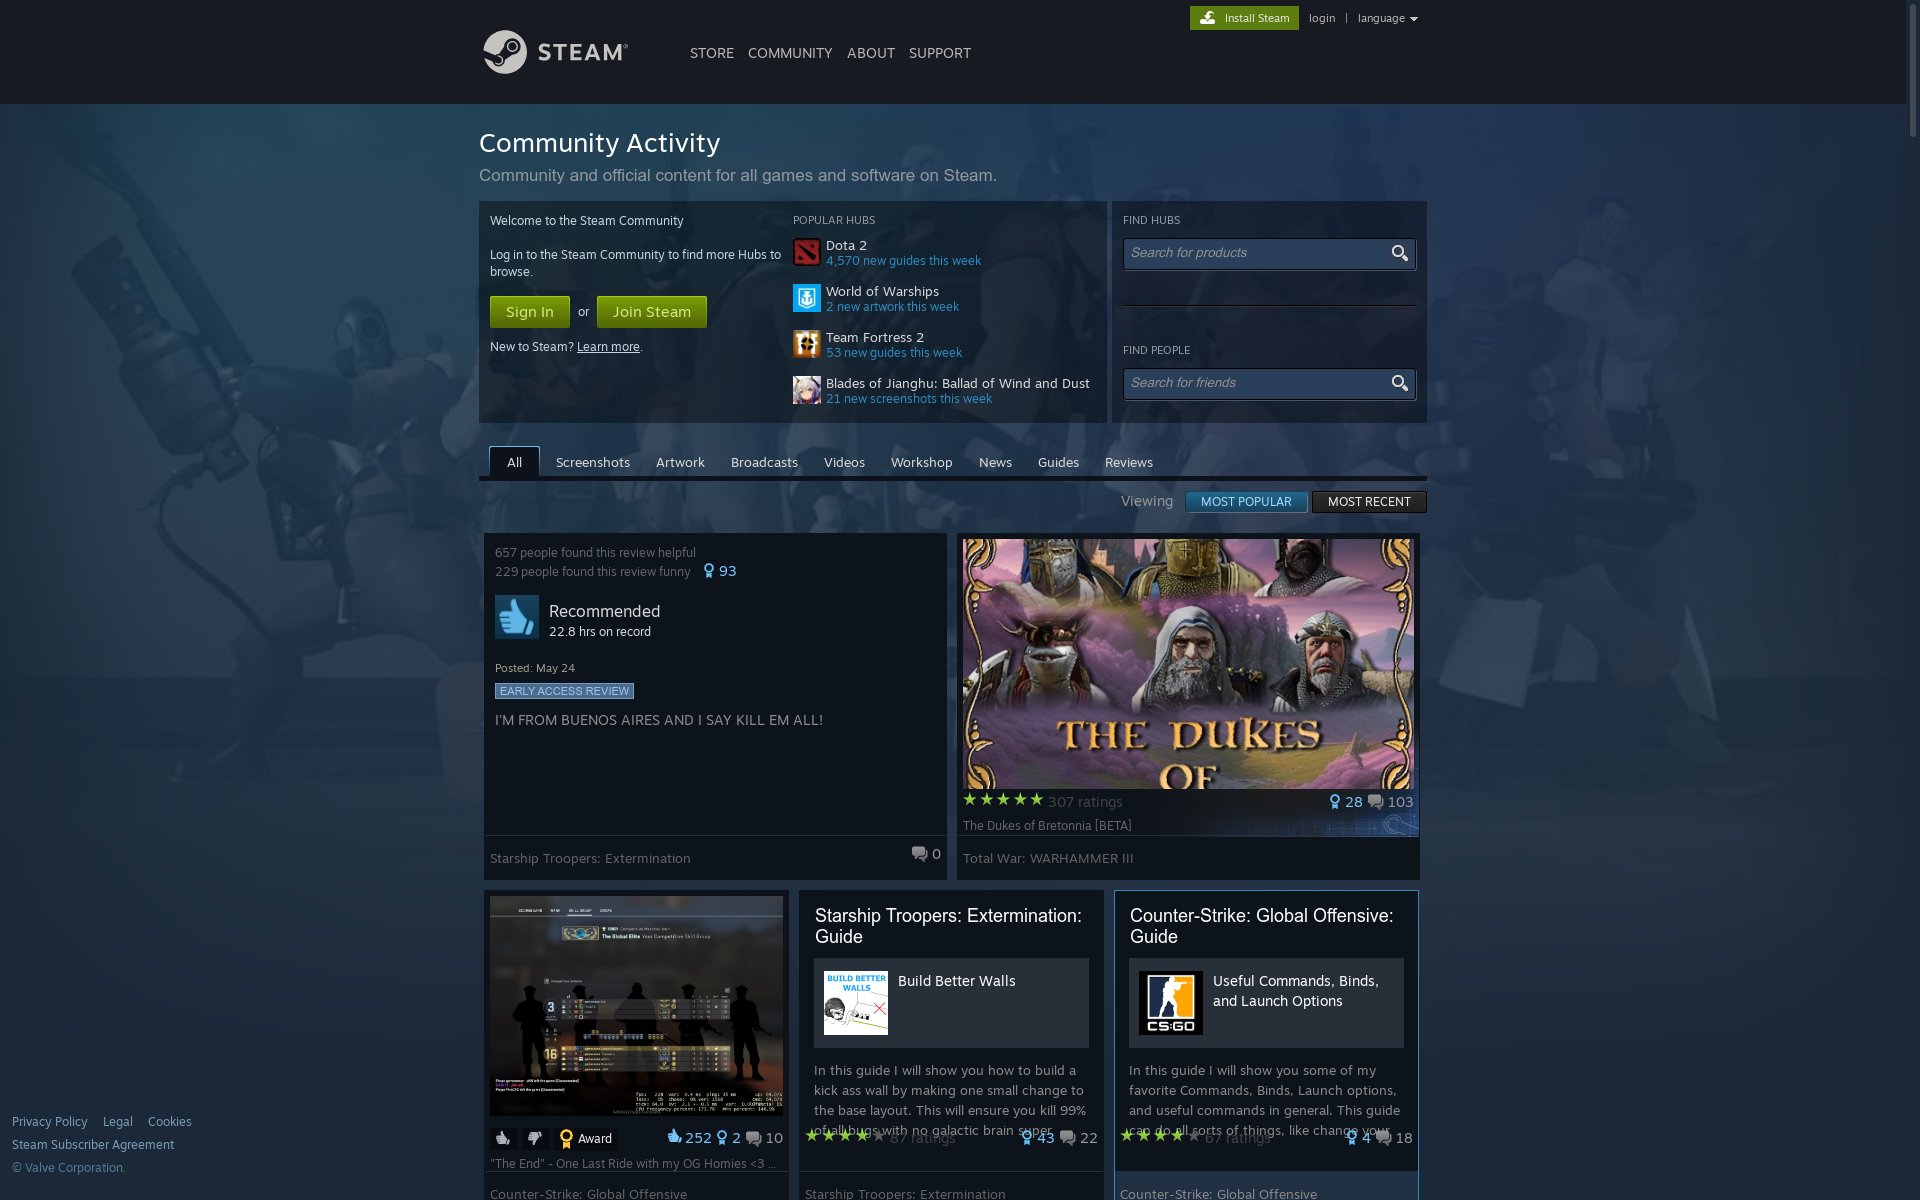 Install Steam
login | language
STEAM
STORE COMMUNITY ABOUT SUPPORT
Community Activity
Community and official content for all games and software on Steam.
Welcome to the Steam Community
Log in to the Steam Community to find more Hubs to
browse.
Sign In or Join Steam
New to Steam? Learn more.
POPULAR HUBS
Dota 2
4,570 new guides this week
World of Warships
2 new artwork this week
Team Fortress 2
53 new guides this week
Blades of Jianghu: Ballad of Wind and Dust
21 new screenshots this week
FIND HUBS
Search for products
FIND PEOPLE
Search for friends
All Screenshots Artwork Broadcasts Videos Workshop News Guides Reviews
Viewing MOST POPULAR MOST RECENT
657 people found this review helpful
229 people found this review funny 93
Recommended
22.8 hrs on record
Posted: May 24
EARLY ACCESS REVIEW
I'M FROM BUENOS AIRES AND I SAY KILL EM ALL!
0
Starship Troopers: Extermination
THE DUKES
OF
307 ratings 28 103
The Dukes of Bretonnia [BETA]
Total War: WARHAMMER III
The Global Elite Your Competitive Skill Group
3
16
Award 252 2 10
"The End" - One Last Ride with my OG Homies <3 ...
Counter-Strike: Global Offensive
Starship Troopers: Extermination:
Guide
BUILD BETTER
WALLS
Build Better Walls
In this guide I will show you how to build a
kick ass wall by making one small change to
the base layout. This will ensure you kill 99%
of all bugs with no galactic brain super
87 ratings 43 22
Starship Troopers: Extermination
Counter-Strike: Global Offensive:
Guide
CS:GO
Useful Commands, Binds,
and Launch Options
In this guide I will show you some of my
favorite Commands, Binds, Launch options,
and useful commands in general. This guide
can do all sorts of things, like change your
67 ratings 4 18
Counter-Strike: Global Offensive
Privacy Policy Legal Cookies
Steam Subscriber Agreement
© Valve Corporation.